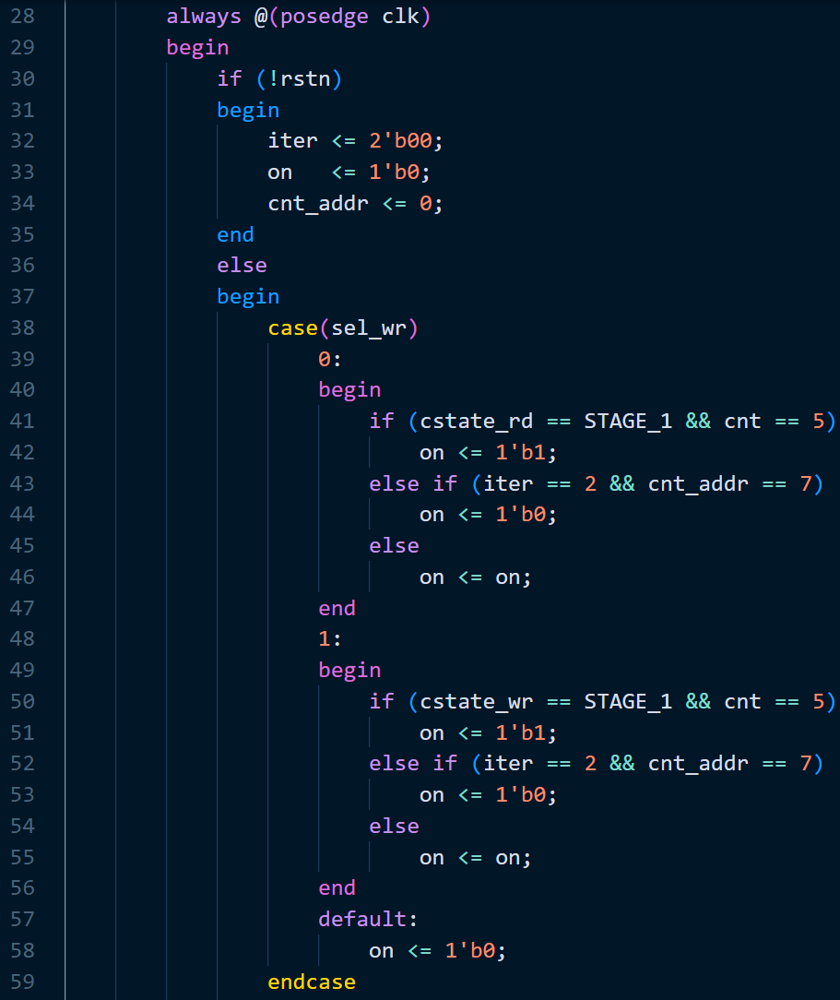 28 always @(posedge clk)
29 begin
30 if (!rstn)
31 begin
32 iter <= 2'b00;
33 on   <= 1'b0;
34 cnt_addr <= 0;
35 end
36 else
37 begin
38 case(sel_wr)
39 0:
40 begin
41 if (cstate_rd == STAGE_1 && cnt == 5)
42 on <= 1'b1;
43 else if (iter == 2 && cnt_addr == 7)
44 on <= 1'b0;
45 else
46 on <= on;
47 end
48 1:
49 begin
50 if (cstate_wr == STAGE_1 && cnt == 5)
51 on <= 1'b1;
52 else if (iter == 2 && cnt_addr == 7)
53 on <= 1'b0;
54 else
55 on <= on;
56 end
57 default:
58 on <= 1'b0;
59 endcase